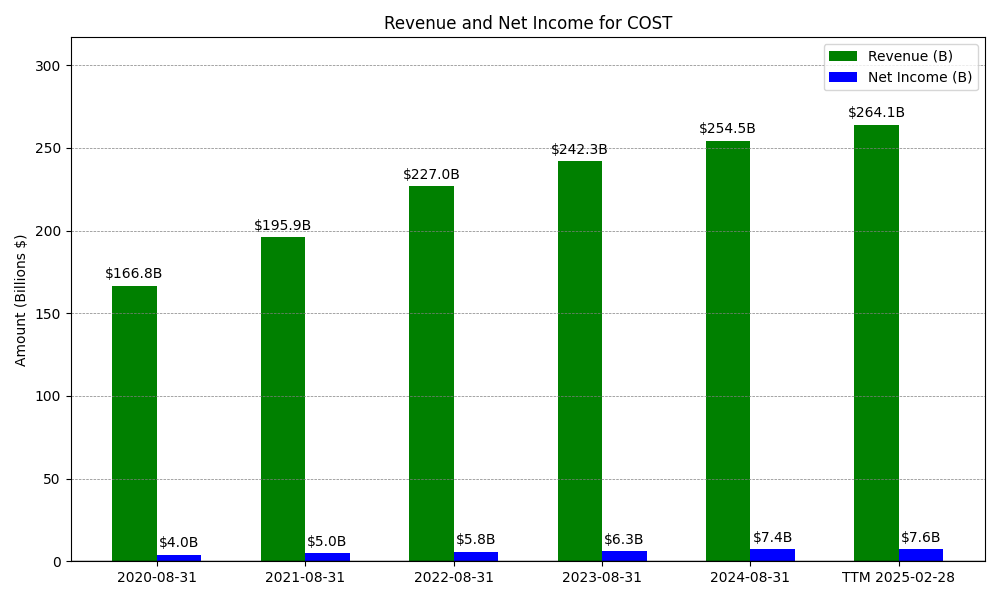 Revenue and Net Income for COST
Revenue (B)
Net Income (B)
Amount (Billions $)
300
250
200
150
100
50
0
$166.8B
$195.9B
$227.0B
$242.3B
$254.5B
$264.1B
$4.0B
$5.0B
$5.8B
$6.3B
$7.4B
$7.6B
2020-08-31
2021-08-31
2022-08-31
2023-08-31
2024-08-31
TTM 2025-02-28